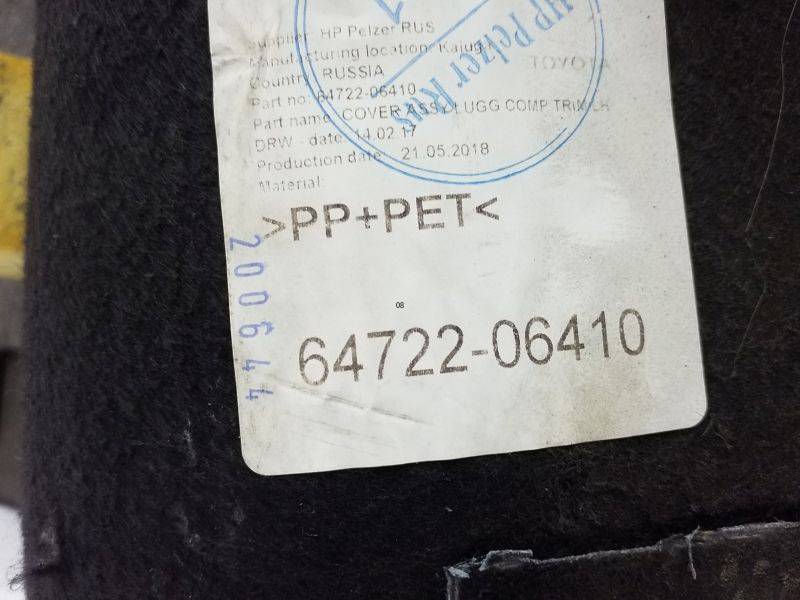 Supplier: HP Pelzer RUS
Manufacturing location: Kaluga
Country: RUSSIA
TOYOTA
Part no: 64722-06410
Part name: COVER ASSY, LUGG COMP TRIM, LH
DRW - date: 14.02.17
Production date: 21.05.2018
Material:
>PP+PET<
08
64722-06410
200644
HP Pelzer Rus
1